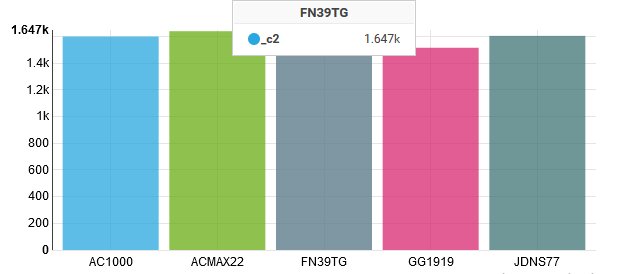 FN39TG
_c2 1.647k
1.647k
1.4k
1.2k
1k
800
600
400
200
0
AC1000 ACMAX22 FN39TG GG1919 JDNS77